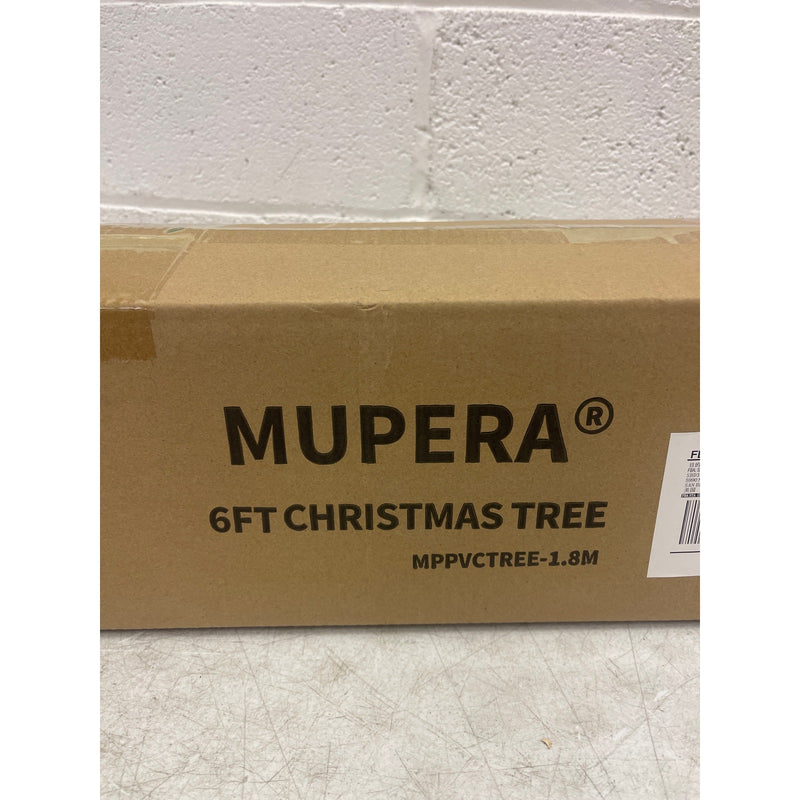 MUPERA®
6FT CHRISTMAS TREE
MPPVCTREE-1.8M